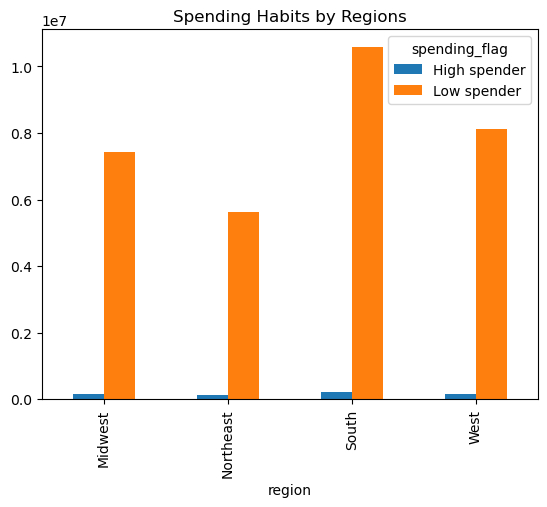 Spending Habits by Regions
1e7
spending_flag
High spender
Low spender
1.0
0.8
0.6
0.4
0.2
0.0
Midwest
Northeast
South
West
region